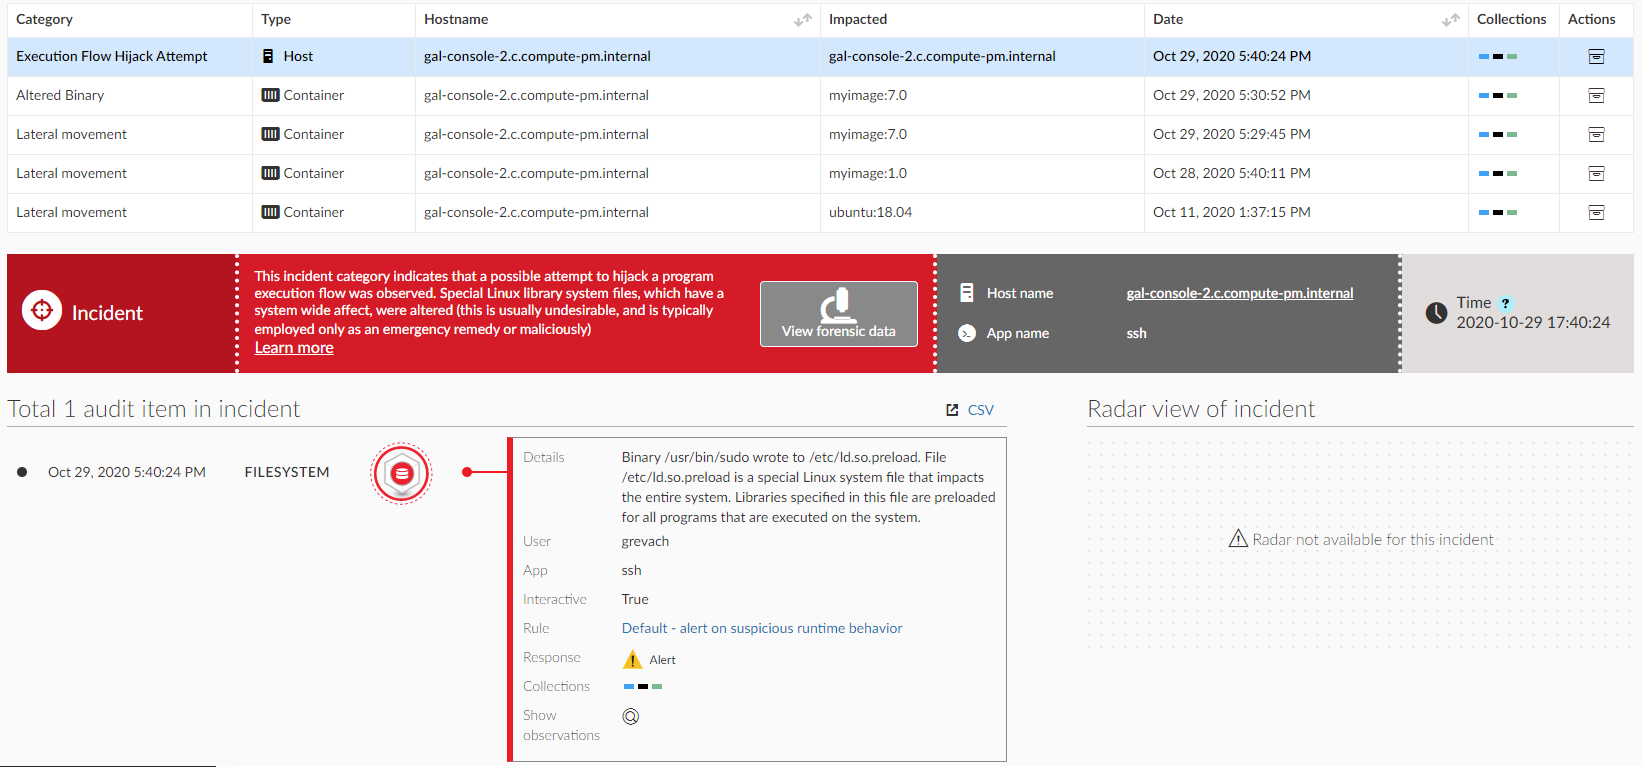 Category Type Hostname Impacted Date Collections Actions
Execution Flow Hijack Attempt Host gal-console-2.c.compute-pm.internal gal-console-2.c.compute-pm.internal Oct 29, 2020 5:40:24 PM
Altered Binary Container gal-console-2.c.compute-pm.internal myimage:7.0 Oct 29, 2020 5:30:52 PM
Lateral movement Container gal-console-2.c.compute-pm.internal myimage:7.0 Oct 29, 2020 5:29:45 PM
Lateral movement Container gal-console-2.c.compute-pm.internal myimage:1.0 Oct 28, 2020 5:40:11 PM
Lateral movement Container gal-console-2.c.compute-pm.internal ubuntu:18.04 Oct 11, 2020 1:37:15 PM
Incident
This incident category indicates that a possible attempt to hijack a program
execution flow was observed. Special Linux library system files, which have a
system wide affect, were altered (this is usually undesirable, and is typically
employed only as an emergency remedy or maliciously)
Learn more
View forensic data
Host name gal-console-2.c.compute-pm.internal
App name ssh
Time ?
2020-10-29 17:40:24
Total 1 audit item in incident CSV
Oct 29, 2020 5:40:24 PM FILESYSTEM
Details Binary /usr/bin/sudo wrote to /etc/ld.so.preload. File
/etc/ld.so.preload is a special Linux system file that impacts
the entire system. Libraries specified in this file are preloaded
for all programs that are executed on the system.
User grevach
App ssh
Interactive True
Rule Default - alert on suspicious runtime behavior
Response Alert
Collections
Show
observations
Radar view of incident
Radar not available for this incident